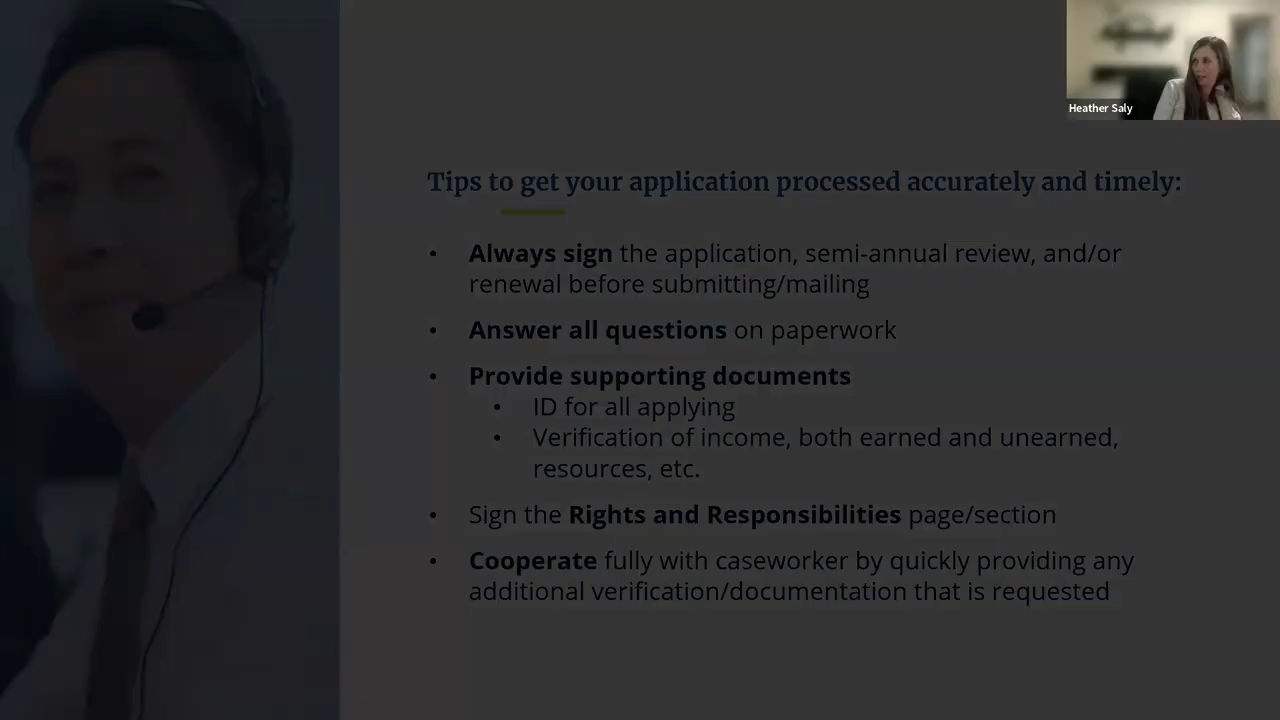 Heather Saly
Tips to get your application processed accurately and timely:
• Always sign the application, semi-annual review, and/or
renewal before submitting/mailing
• Answer all questions on paperwork
• Provide supporting documents
• ID for all applying
• Verification of income, both earned and unearned,
resources, etc.
• Sign the Rights and Responsibilities page/section
• Cooperate fully with caseworker by quickly providing any
additional verification/documentation that is requested